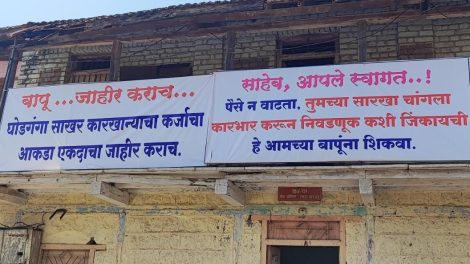 बापू ...जाहीर कराच...
घोडगंगा साखर कारखान्याचा कर्जाचा
आकडा एकदाचा जाहीर कराच.
साहेब, आपले स्वागत..!
पैसे न वाटता, तुमच्या सारखा चांगला
कारभार करून निवडणूक कशी जिंकायची
हे आमच्या बापूंना शिकवा.